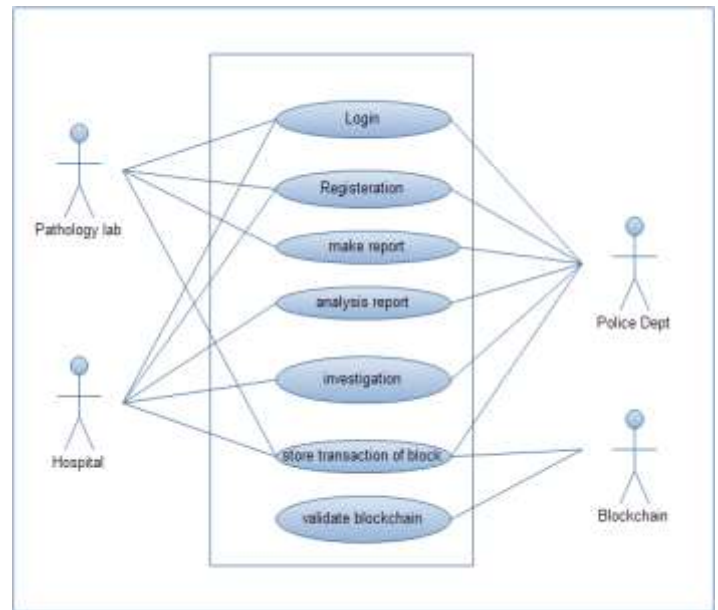 Login
Pathology lab
Registeration
make report
analysis report
Police Dept
investigation
Hospital
store transaction of block
validate blockchain
Blockchain